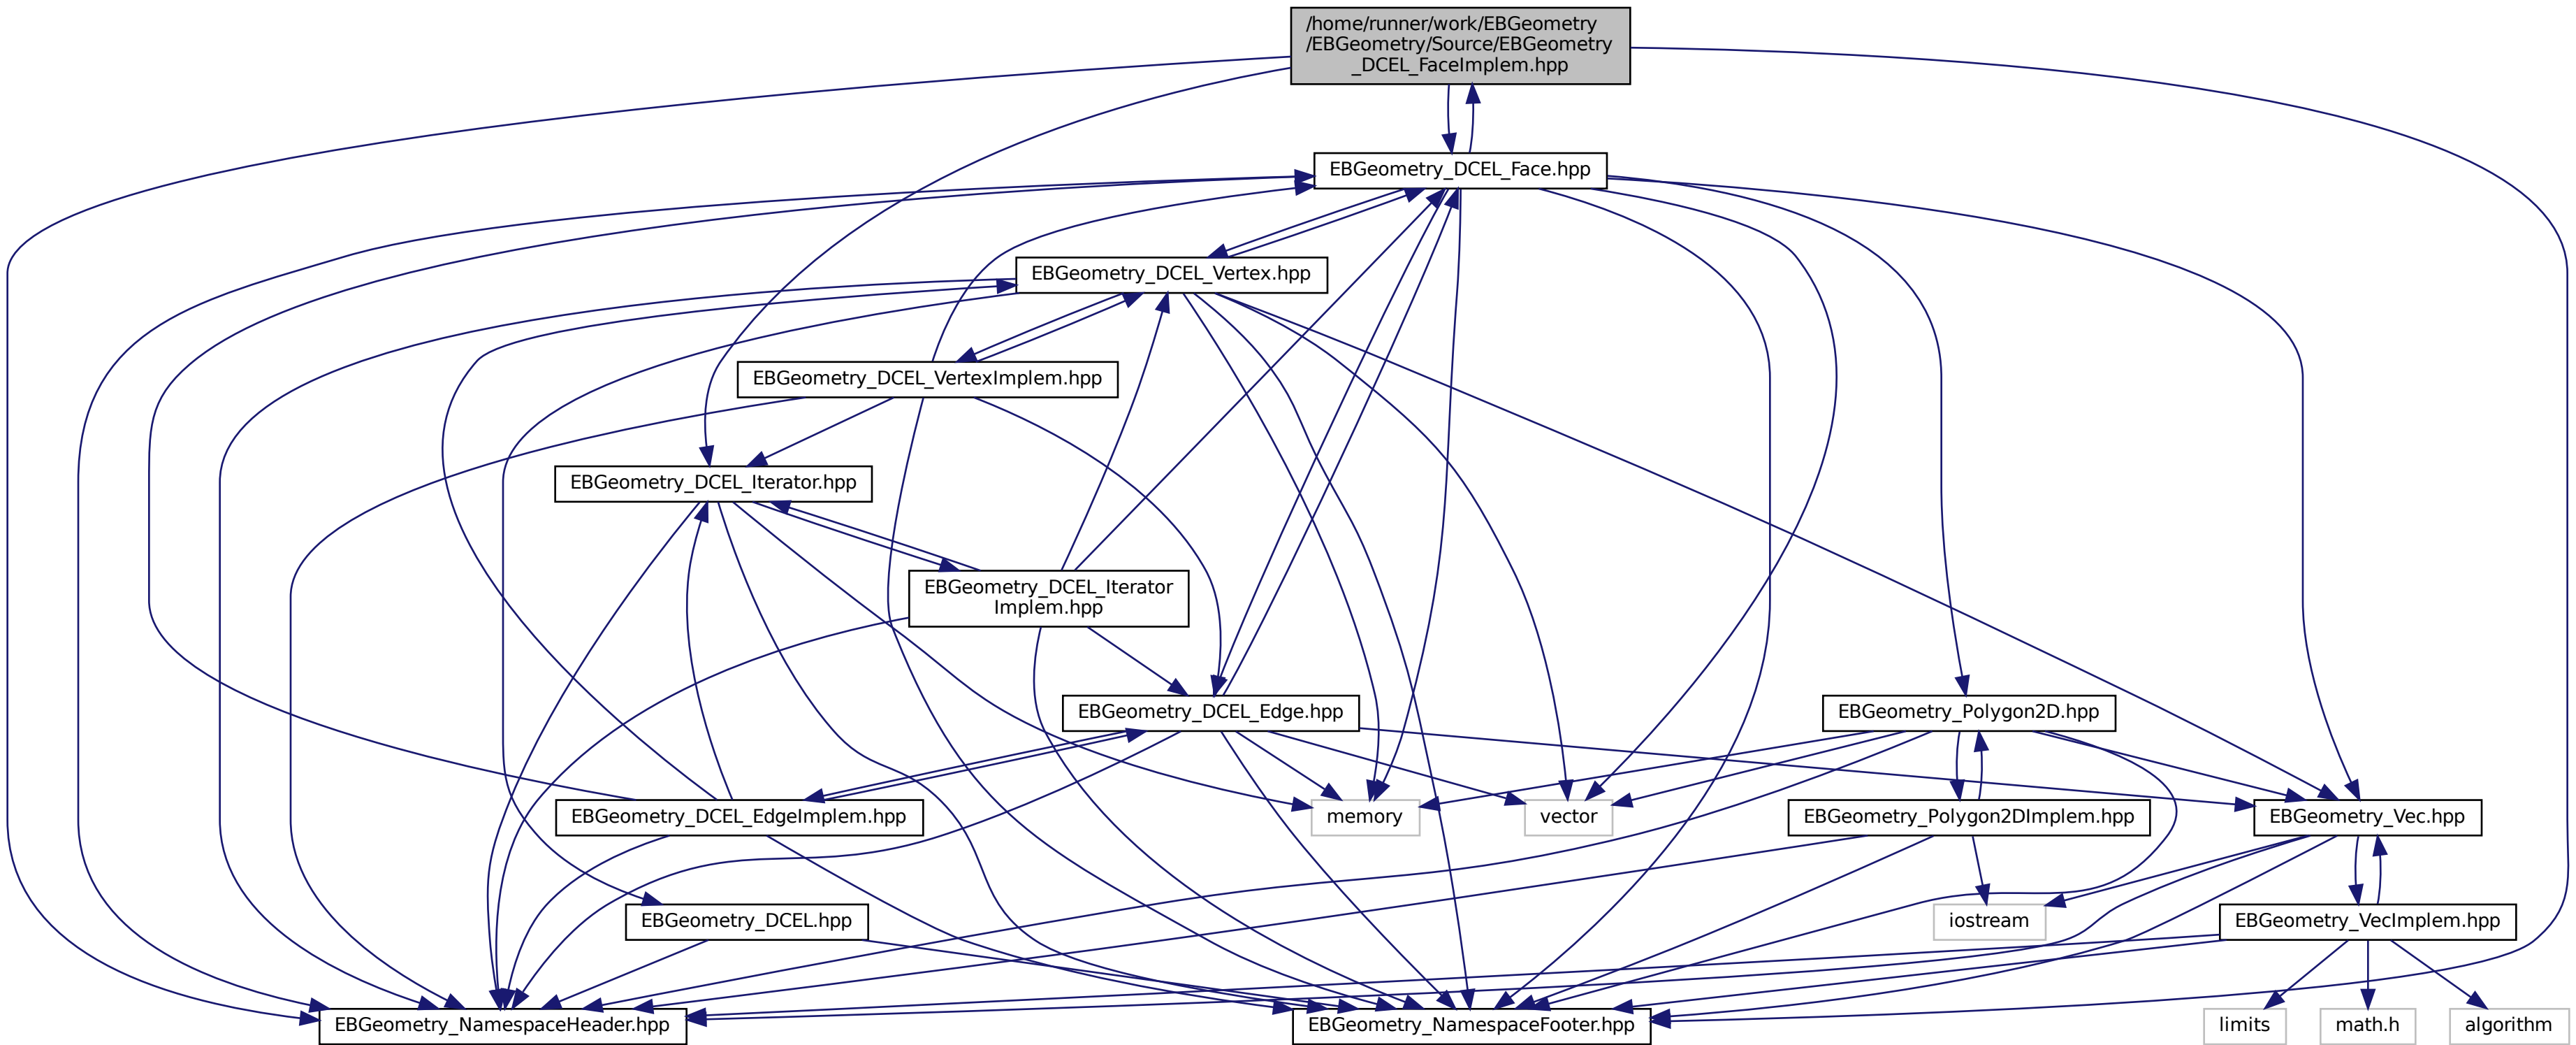 /home/runner/work/EBGeometry
/EBGeometry/Source/EBGeometry
_DCEL_FaceImplem.hpp
EBGeometry_DCEL_Face.hpp
EBGeometry_DCEL_Vertex.hpp
EBGeometry_DCEL_VertexImplem.hpp
EBGeometry_DCEL_Iterator.hpp
EBGeometry_DCEL_Iterator
Implem.hpp
EBGeometry_DCEL_Edge.hpp
EBGeometry_Polygon2D.hpp
EBGeometry_DCEL_EdgeImplem.hpp
memory
vector
EBGeometry_Polygon2DImplem.hpp
EBGeometry_Vec.hpp
EBGeometry_DCEL.hpp
iostream
EBGeometry_VecImplem.hpp
EBGeometry_NamespaceHeader.hpp
EBGeometry_NamespaceFooter.hpp
limits
math.h
algorithm